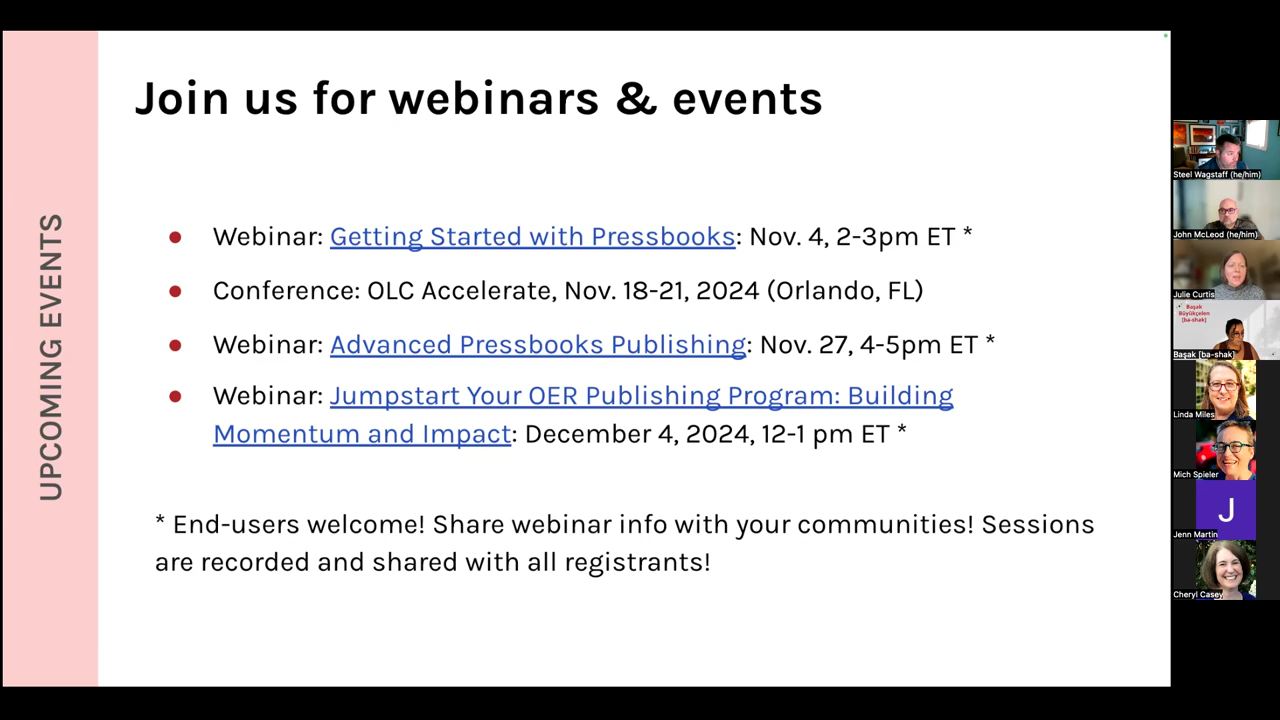 Join us for webinars & events
UPCOMING EVENTS
● Webinar: Getting Started with Pressbooks: Nov. 4, 2-3pm ET *
● Conference: OLC Accelerate, Nov. 18-21, 2024 (Orlando, FL)
● Webinar: Advanced Pressbooks Publishing: Nov. 27, 4-5pm ET *
● Webinar: Jumpstart Your OER Publishing Program: Building
Momentum and Impact: December 4, 2024, 12-1 pm ET *
* End-users welcome! Share webinar info with your communities! Sessions
are recorded and shared with all registrants!
Steel Wagstaff (he/him)
John McLeod (he/him)
Julie Curtis
Başak
Büyükçelen
[ba-shak]
Başak [ba-shak]
Linda Miles
Mich Spieler
J
Jenn Martin
Cheryl Casey